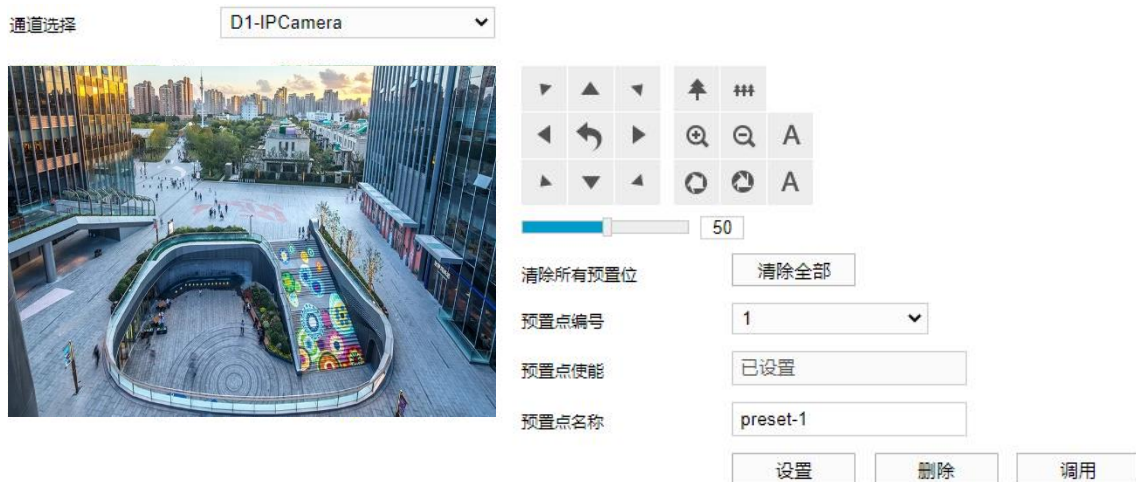 通道选择 D1-IPCamera
A
A
50
清除所有预置位 清除全部
预置点编号 1
预置点使能 已设置
预置点名称 preset-1
设置 删除 调用